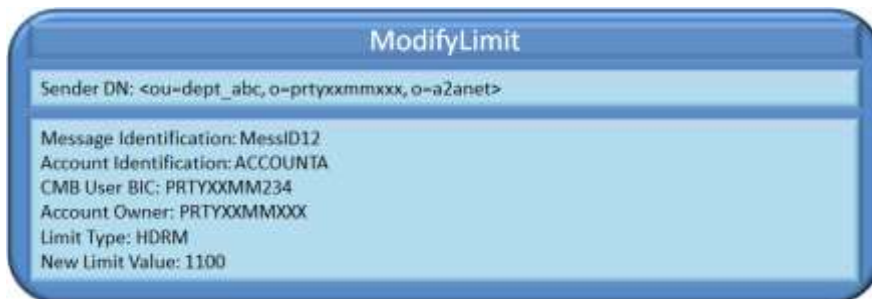 ModifyLimit
Sender DN: <ou=dept_abc, o=prtyxxmmxxx, o=a2anet>
Message Identification: MessID12
Account Identification: ACCOUNTA
CMB User BIC: PRTYXXMM234
Account Owner: PRTYXXMMXXX
Limit Type: HDRM
New Limit Value: 1100